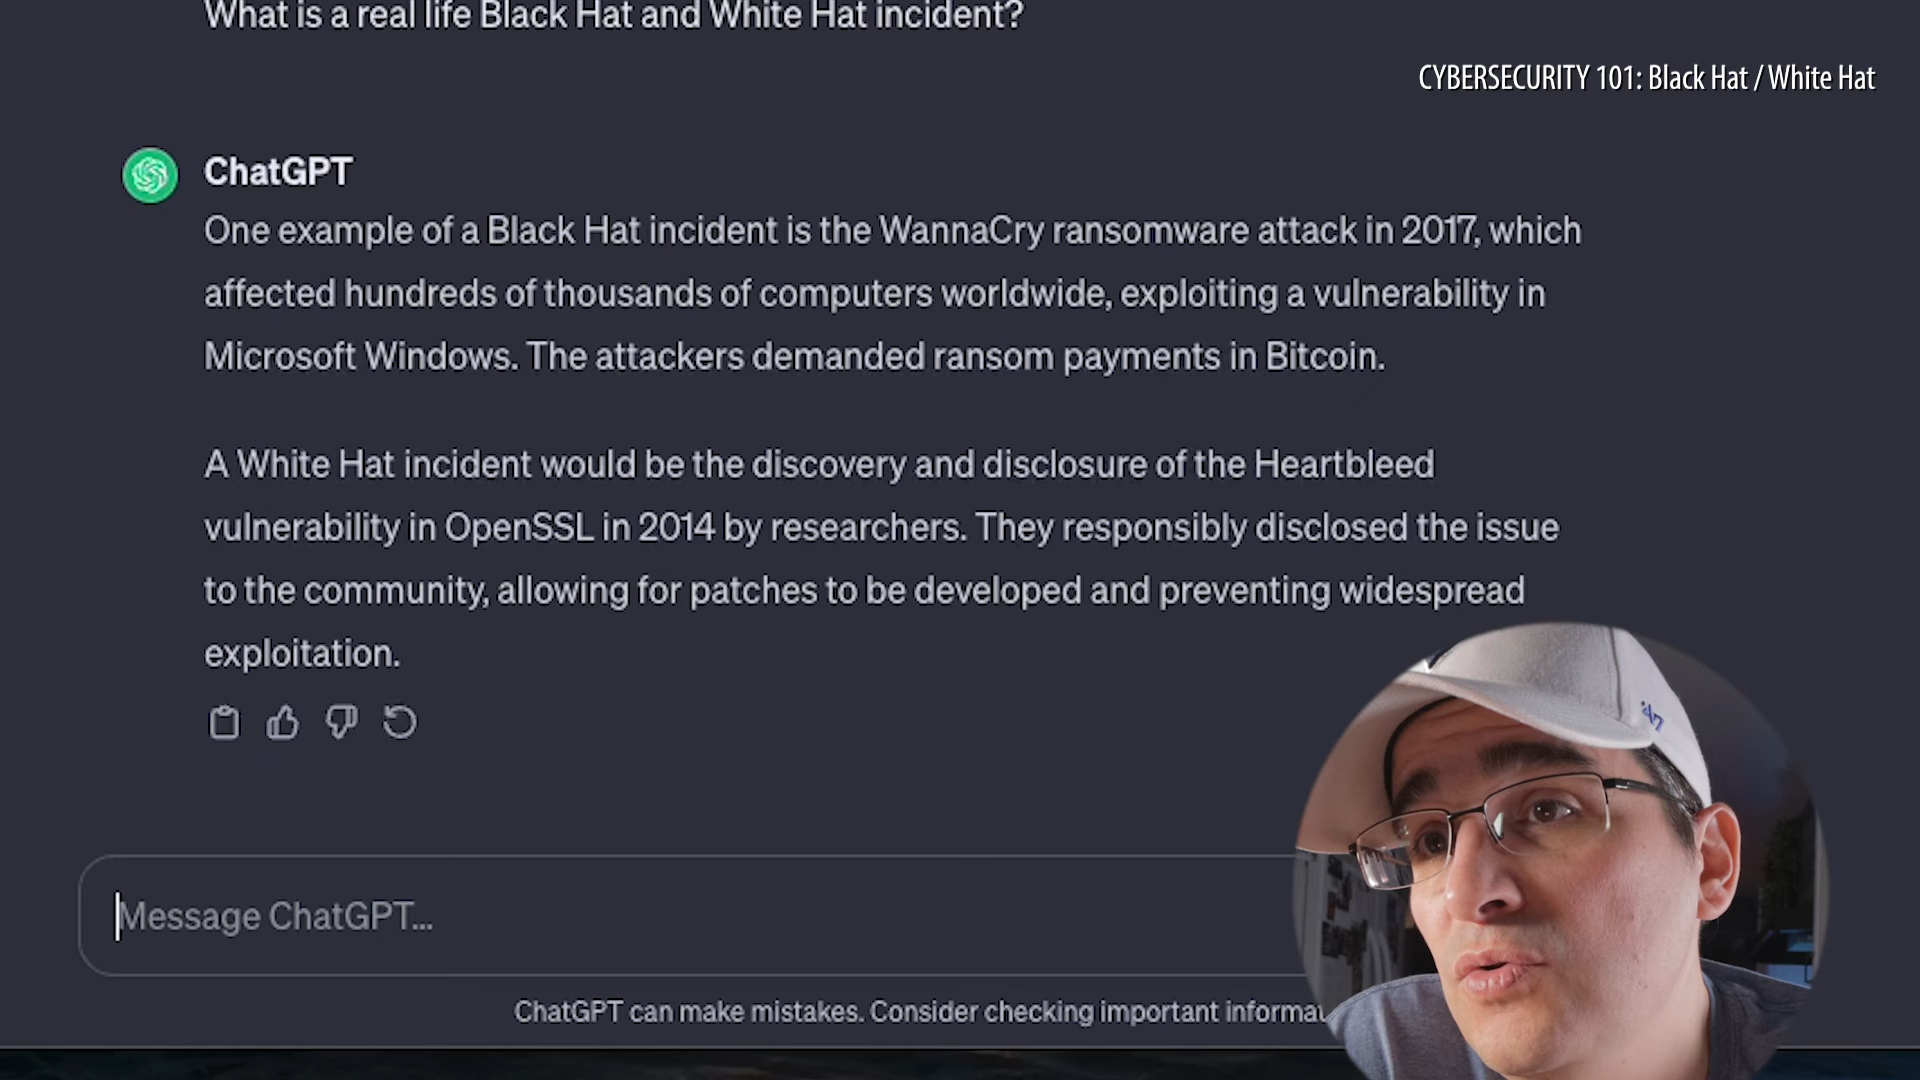 What is a real life Black Hat and White Hat incident?
CYBERSECURITY 101: Black Hat / White Hat
ChatGPT
One example of a Black Hat incident is the WannaCry ransomware attack in 2017, which
affected hundreds of thousands of computers worldwide, exploiting a vulnerability in
Microsoft Windows. The attackers demanded ransom payments in Bitcoin.
A White Hat incident would be the discovery and disclosure of the Heartbleed
vulnerability in OpenSSL in 2014 by researchers. They responsibly disclosed the issue
to the community, allowing for patches to be developed and preventing widespread
exploitation.
'47
Message ChatGPT...
ChatGPT can make mistakes. Consider checking important